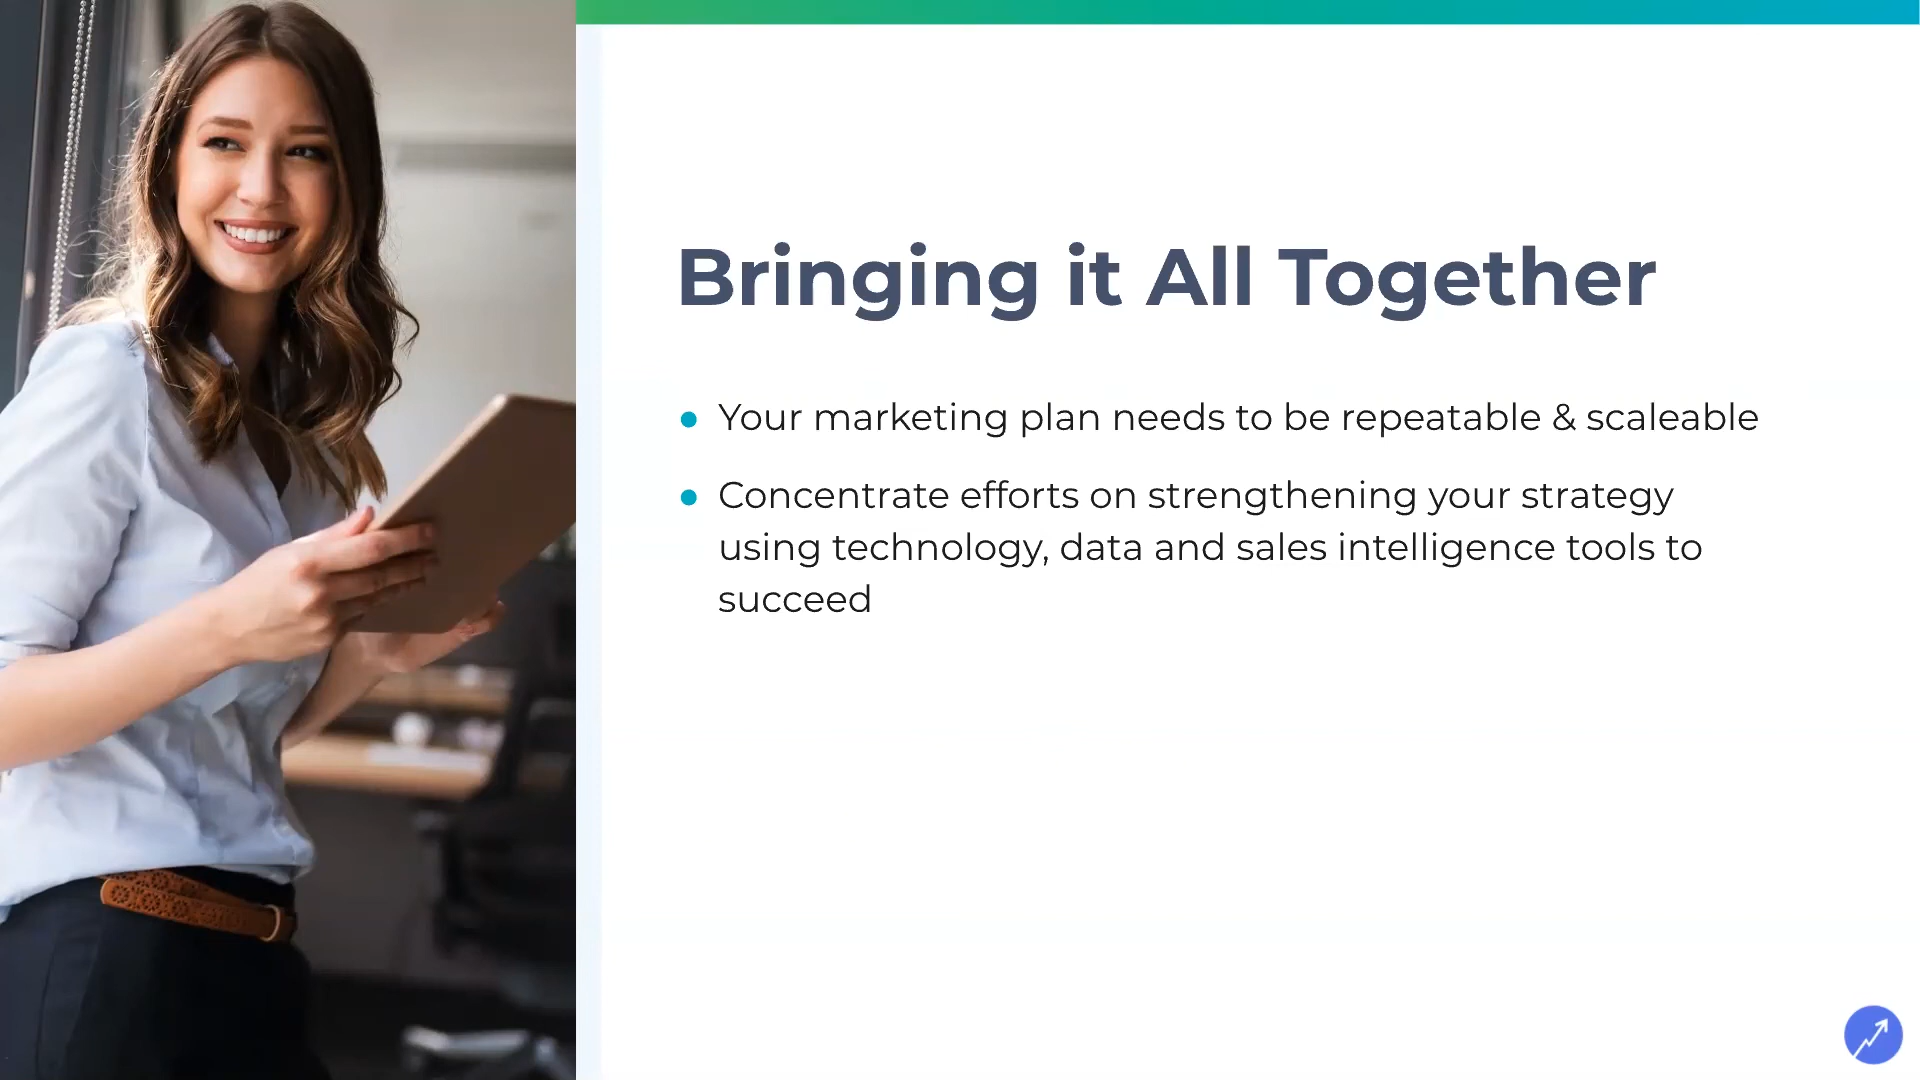 Bringing it All Together
• Your marketing plan needs to be repeatable & scaleable
• Concentrate efforts on strengthening your strategy
using technology, data and sales intelligence tools to
succeed